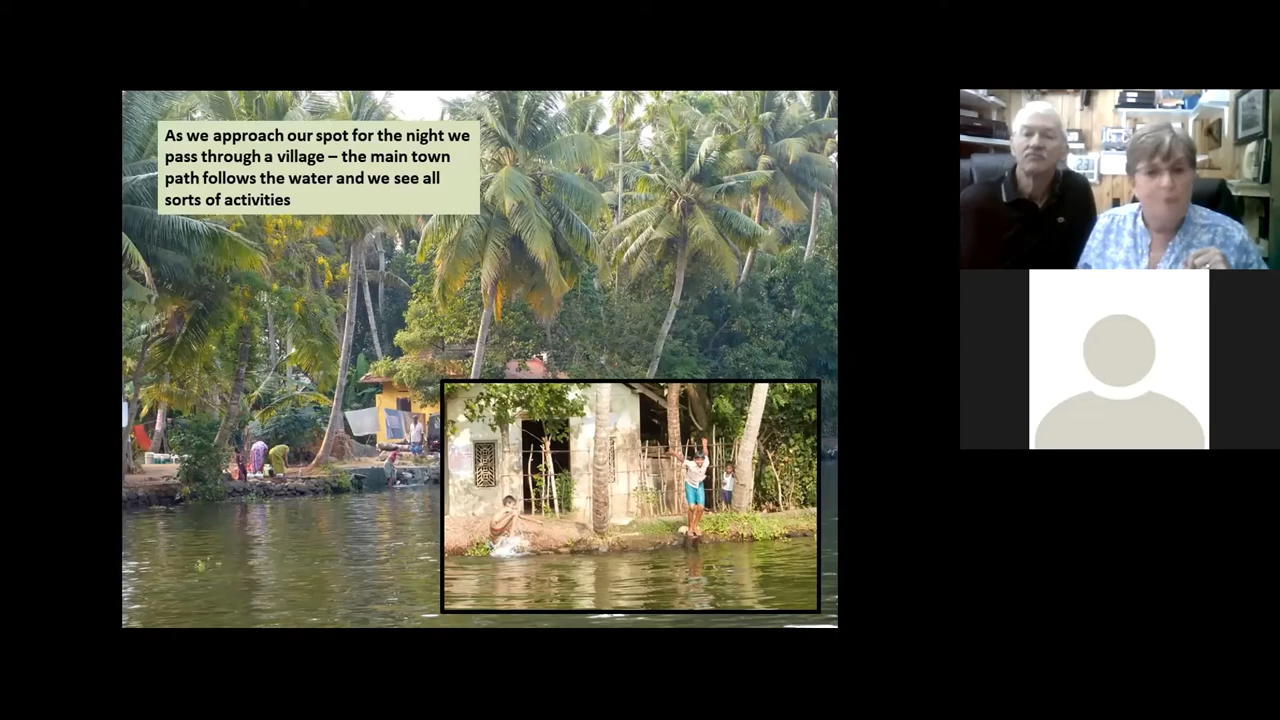 As we approach our spot for the night we
pass through a village – the main town
path follows the water and we see all
sorts of activities